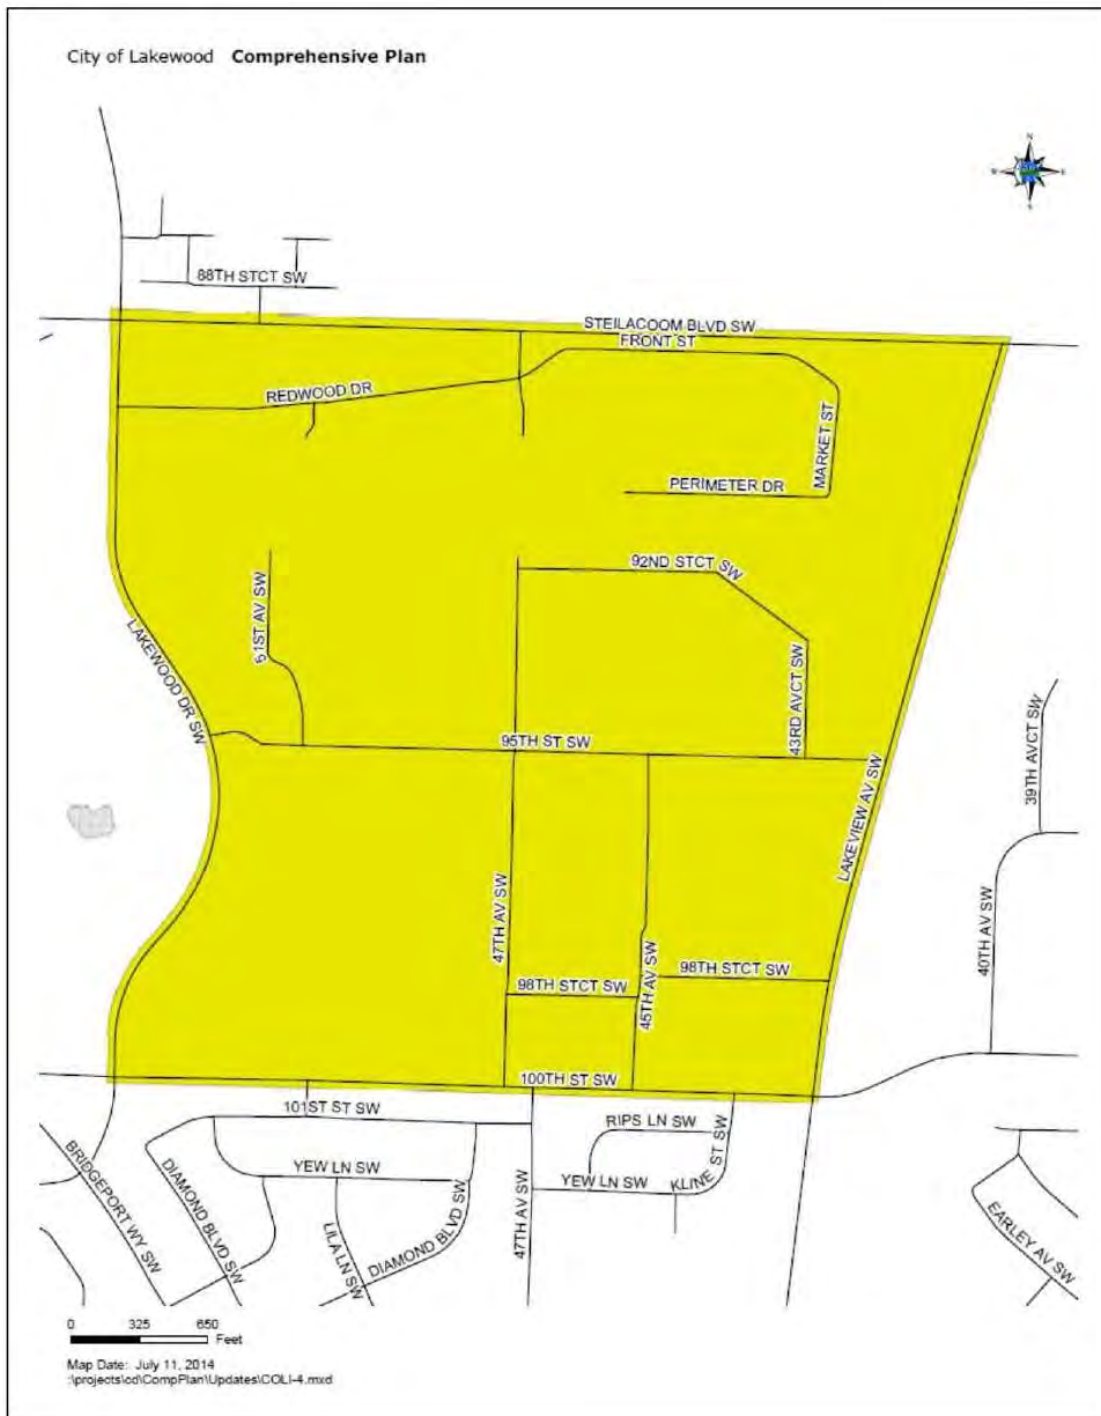 City of Lakewood Comprehensive Plan
N
88TH STCT SW
STEILACOOM BLVD SW
FRONT ST
REDWOOD DR
MARKET ST
PERIMETER DR
92ND STCT SW
51ST AV SW
LAKEWOOD DR SW
43RD AVCT SW
95TH ST SW
39TH AVCT SW
LAKEVIEW AV SW
47TH AV SW
40TH AV SW
98TH STCT SW
45TH AV SW
98TH STCT SW
100TH ST SW
101ST ST SW
RIPS LN SW
KLINE ST SW
BRIDGEPORT WY SW
DIAMOND BLVD SW
YEW LN SW
YEW LN SW
LILA LN SW
DIAMOND BLVD SW
47TH AV SW
EARLEY AV SW
0 325 650
Feet
Map Date: July 11, 2014
:\projects\cd\CompPlan\Updates\COLI-4.mxd